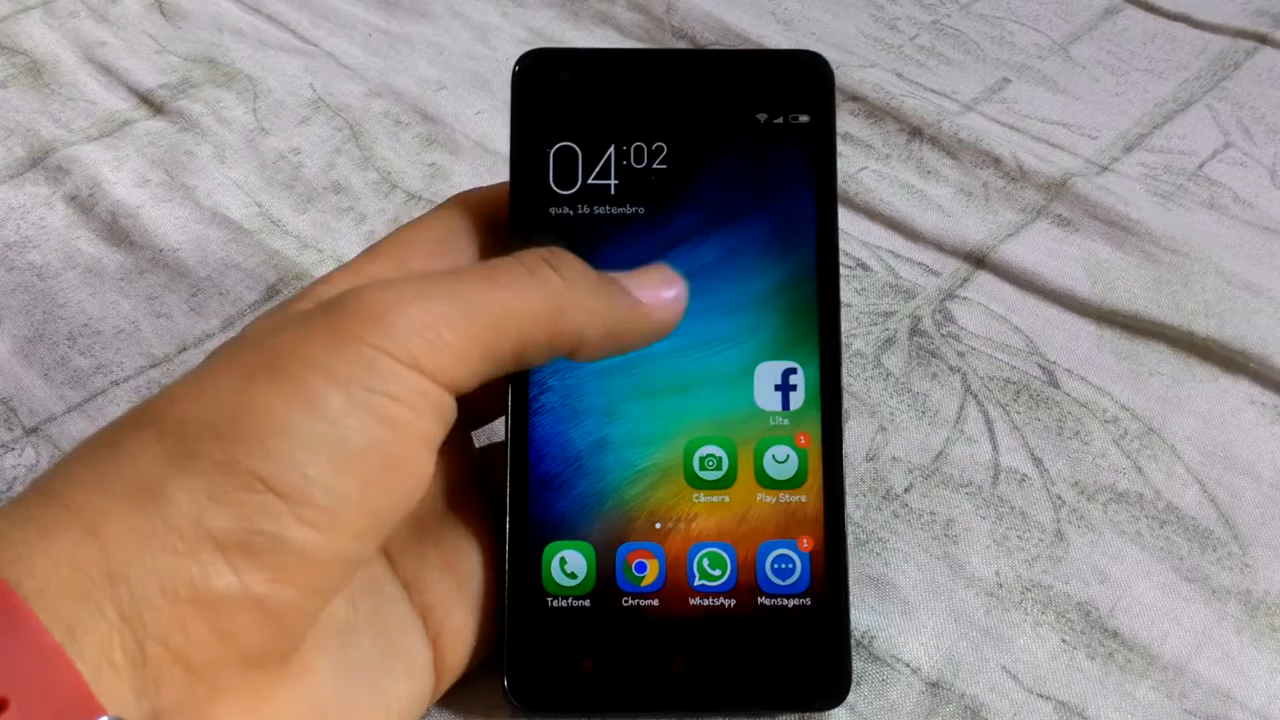 04:02
qua, 16 setembro
Lite
Câmera
Play Store
1
Telefone
Chrome
WhatsApp
Mensagens
1